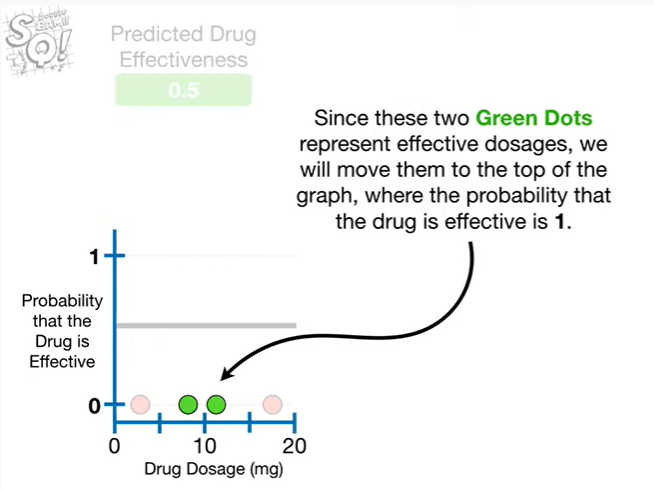 Predicted Drug
Effectiveness
0.5
Since these two Green Dots
represent effective dosages, we
will move them to the top of the
graph, where the probability that
the drug is effective is 1.
1
Probability
that the
Drug is
Effective
0
0 10 20
Drug Dosage (mg)